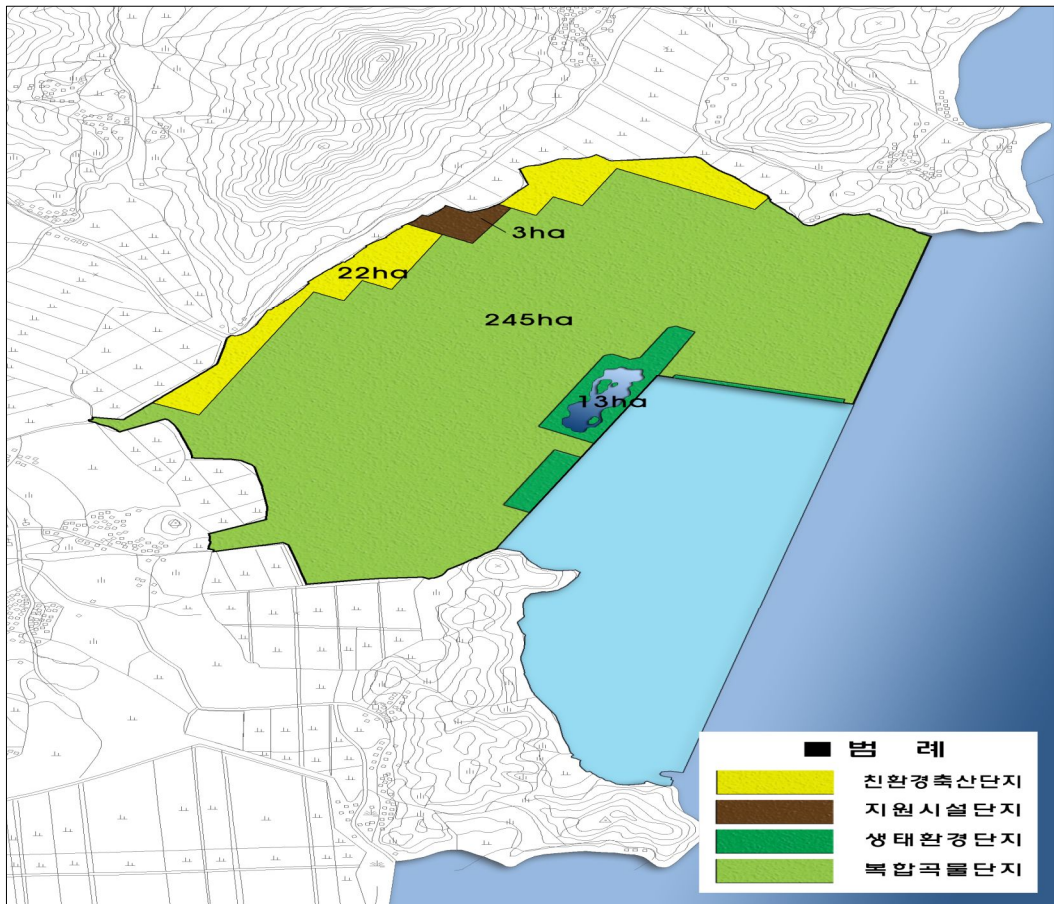 3ha
22ha
245ha
13ha
■ 범 례
친환경축산단지
지원시설단지
생태환경단지
복합곡물단지